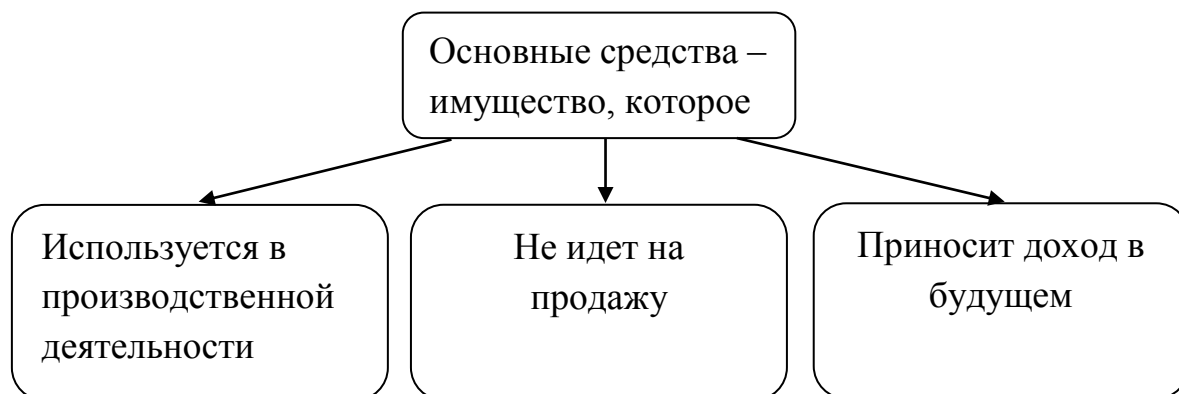 Основные средства –
имущество, которое
Используется в
производственной
деятельности
Не идет на
продажу
Приносит доход в
будущем